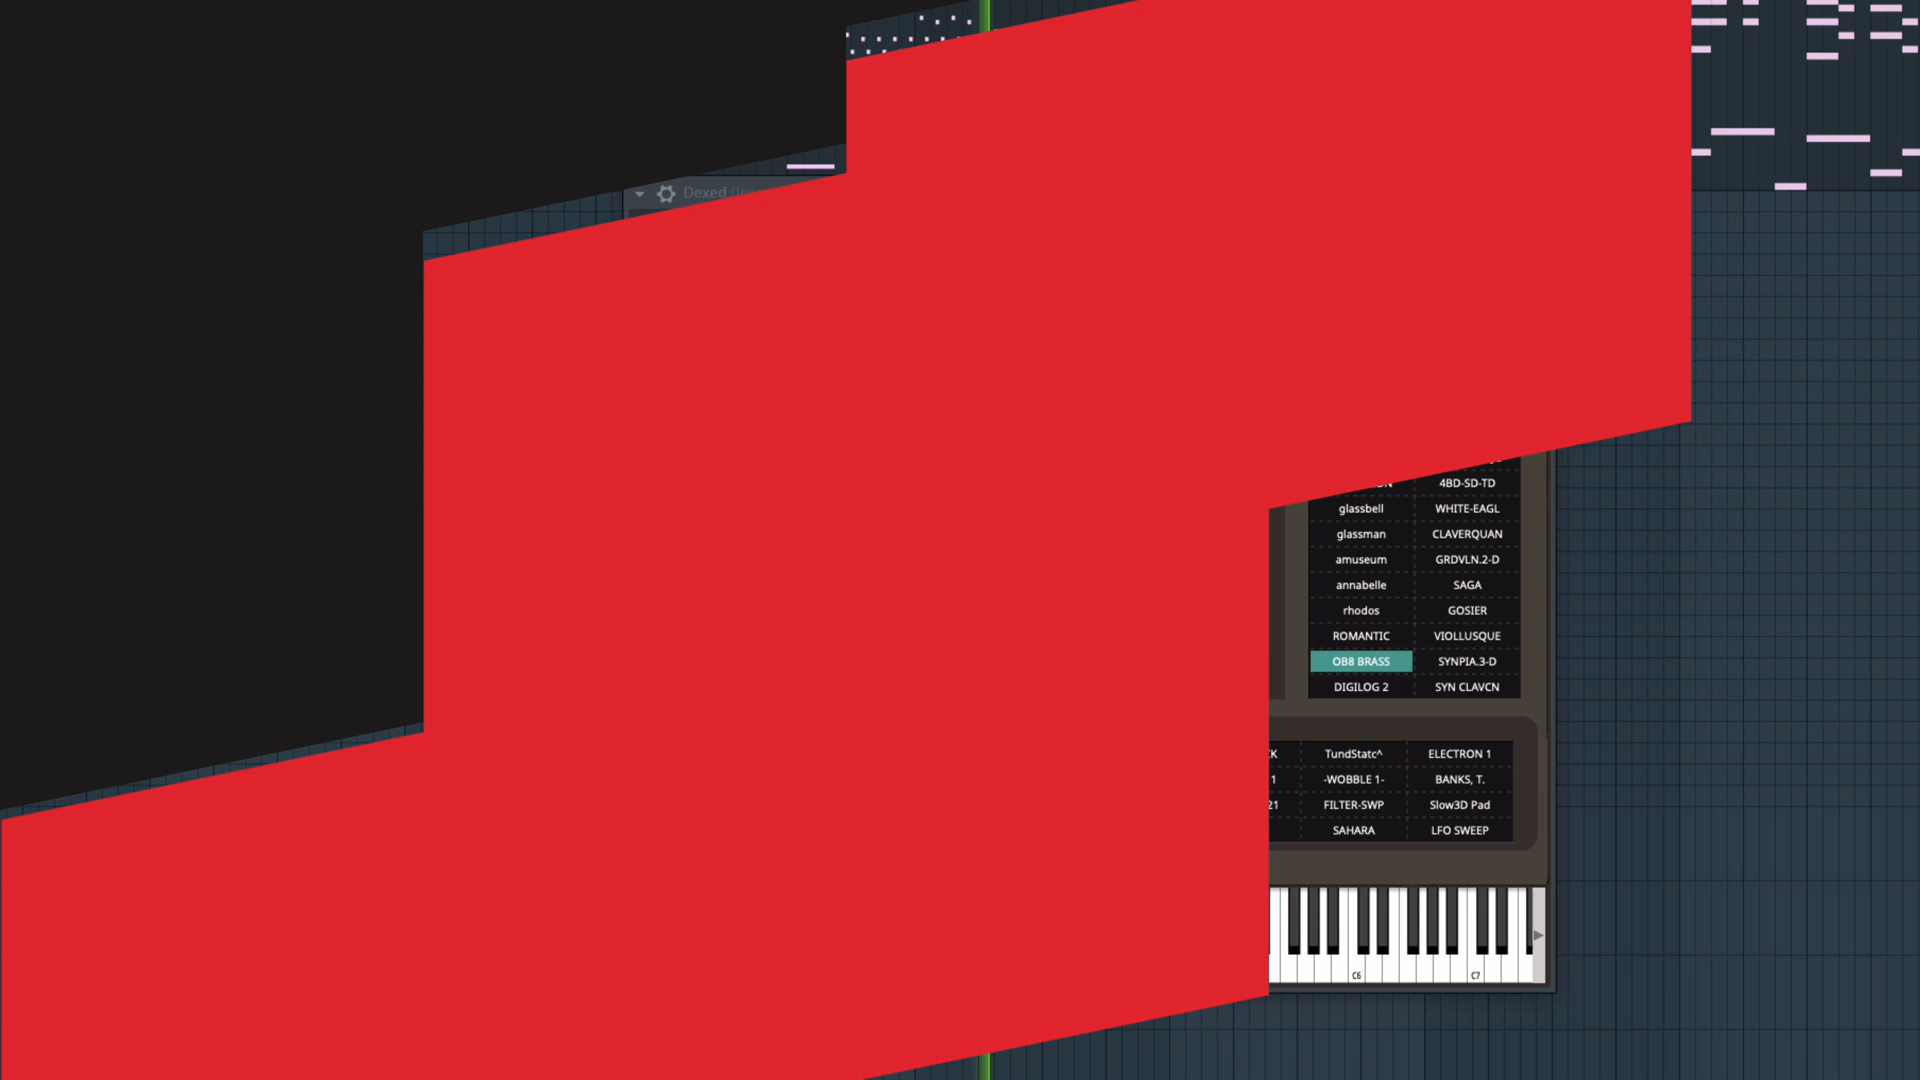 Dexed
4BD-SD-TD
glassbell WHITE-EAGL
glassman CLAVERQUAN
amuseum GRDVLN.2-D
annabelle SAGA
rhodos GOSIER
ROMANTIC VIOLLUSQUE
OB8 BRASS SYNPIA.3-D
DIGILOG 2 SYN CLAVCN
TundStatc^ ELECTRON 1
1 -WOBBLE 1- BANKS, T.
21 FILTER-SWP Slow3D Pad
SAHARA LFO SWEEP
C6 C7